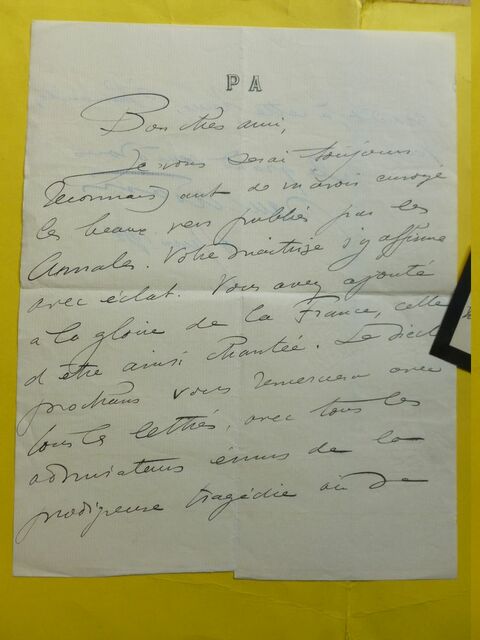 P A
Bon cher ami,
Je vous serai toujours
reconnaissant de m'avoir envoyé
les beaux vers publiés par les
Annales. Votre maîtrise s'y affirme
avec éclat. Vous avez ajouté
a la gloire de la France, celle
d'être ainsi chantée. Le siècle
prochain vous remerciera avec
tous les lettrés, avec tous les
admirateurs émus de la
prodigieuse tragédie où se